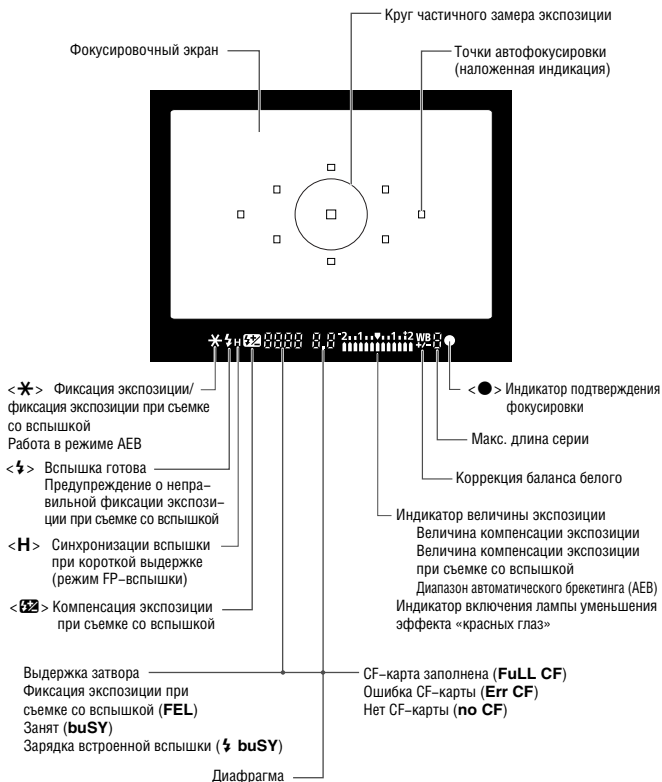 Круг частичного замера экспозиции
Фокусировочный экран
Точки автофокусировки
(наложенная индикация)
-2..1..▼..1.+2 WB
+/-
<✱> Фиксация экспозиции/
фиксация экспозиции при съемке
со вспышкой
Работа в режиме AEB
<⚡> Вспышка готова
Предупреждение о непра-
вильной фиксации экспози-
ции при съемке со вспышкой
<H> Синхронизации вспышки
при короткой выдержке
(режим FP-вспышки)
<> Компенсация экспозиции
при съемке со вспышкой
<●> Индикатор подтверждения
фокусировки
Макс. длина серии
Коррекция баланса белого
Индикатор величины экспозиции
Величина компенсации экспозиции
Величина компенсации экспозиции
при съемке со вспышкой
Диапазон автоматического брекетинга (AEB)
Индикатор включения лампы уменьшения
эффекта «красных глаз»
Выдержка затвора
Фиксация экспозиции при
съемке со вспышкой (FEL)
Занят (buSY)
Зарядка встроенной вспышки (⚡ buSY)
CF-карта заполнена (FuLL CF)
Ошибка CF-карты (Err CF)
Нет CF-карты (no CF)
Диафрагма